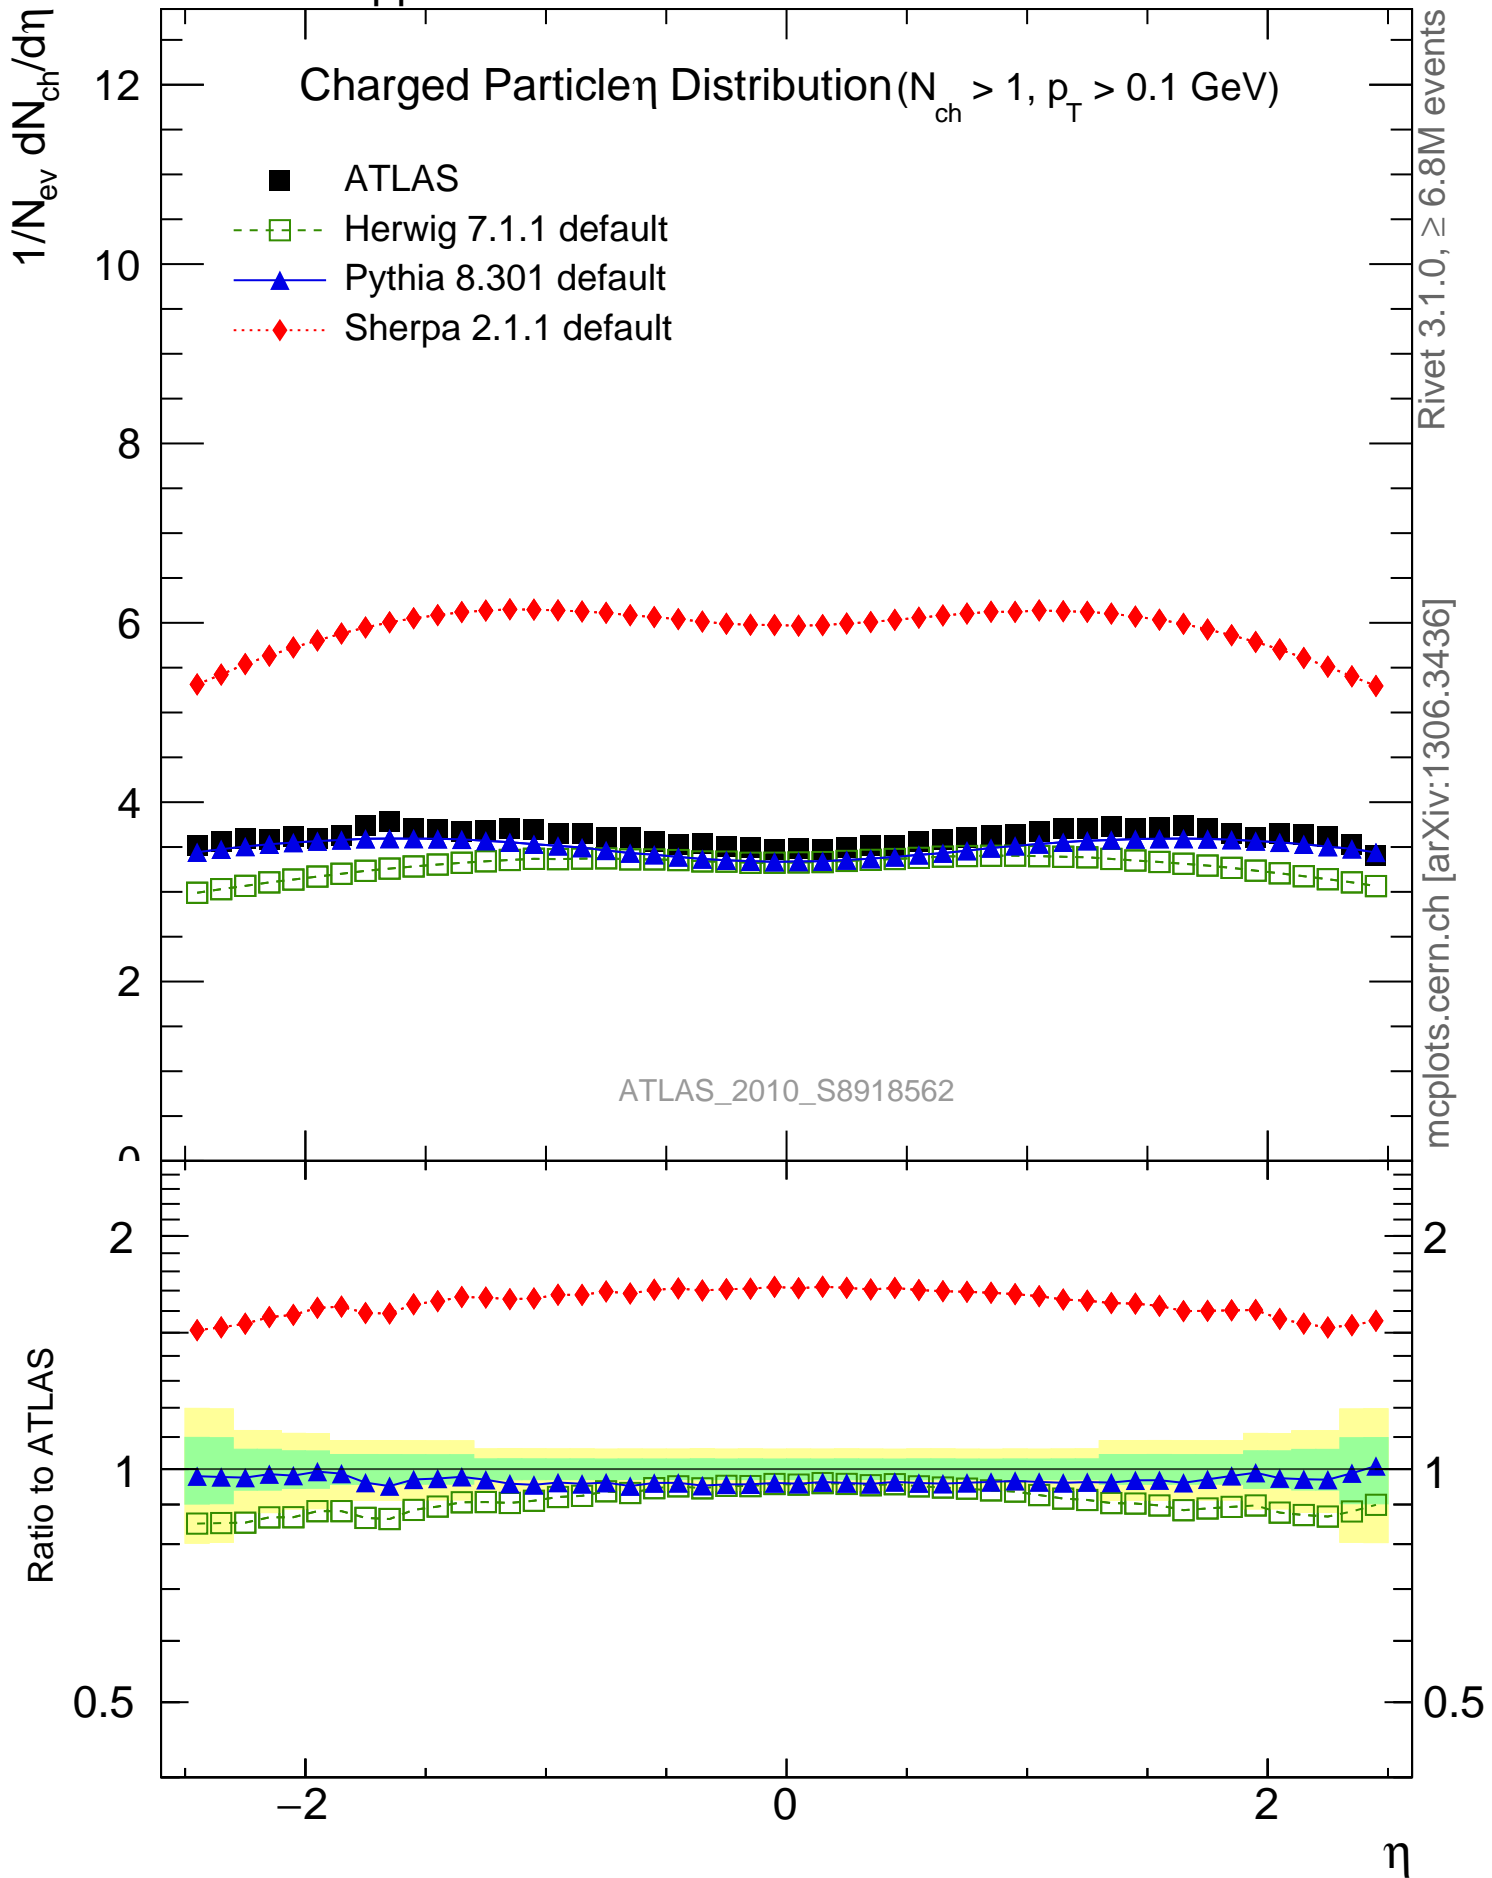 1/N_ev dN_ch/dη
Charged Particle η Distribution (N_ch > 1, p_T > 0.1 GeV)
ATLAS
Herwig 7.1.1 default
Pythia 8.301 default
Sherpa 2.1.1 default
12
10
8
6
4
2
0
ATLAS_2010_S8918562
Rivet 3.1.0, ≥ 6.8M events
mcplots.cern.ch [arXiv:1306.3436]
Ratio to ATLAS
2
1
0.5
2
1
0.5
−2
0
2
η